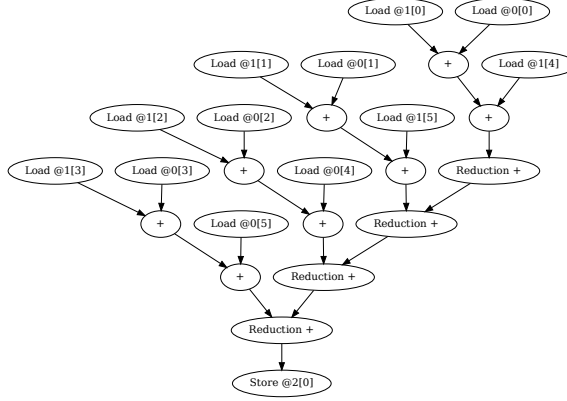 Load @1[0]
Load @0[0]
Load @1[1]
Load @0[1]
+
Load @1[4]
Load @1[2]
Load @0[2]
+
Load @1[5]
+
Load @1[3]
Load @0[3]
+
Load @0[4]
+
Reduction +
+
Load @0[5]
+
Reduction +
+
Reduction +
Reduction +
Store @2[0]